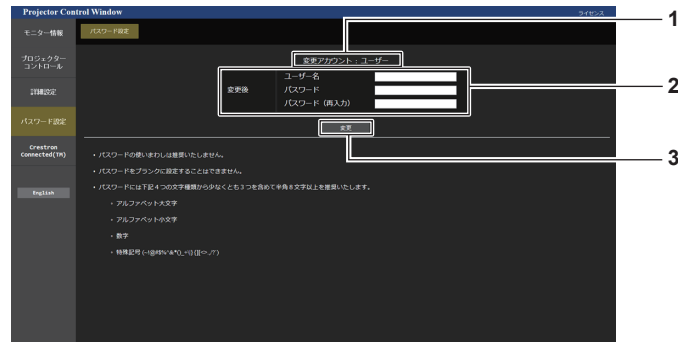 Projector Control Window
ライセンス
1
モニター情報
パスワード設定
変更アカウント：ユーザー
プロジェクター
コントロール
変更後
ユーザー名
パスワード
パスワード（再入力）
2
詳細設定
パスワード設定
変更
3
Crestron
Connected(TM)
English
・パスワードの使いまわしは推奨いたしません。
・パスワードをブランクに設定することはできません。
・パスワードには下記４つの文字種類から少なくとも３つを含めて半角８文字以上を推奨いたします。
・アルファベット大文字
・アルファベット小文字
・数字